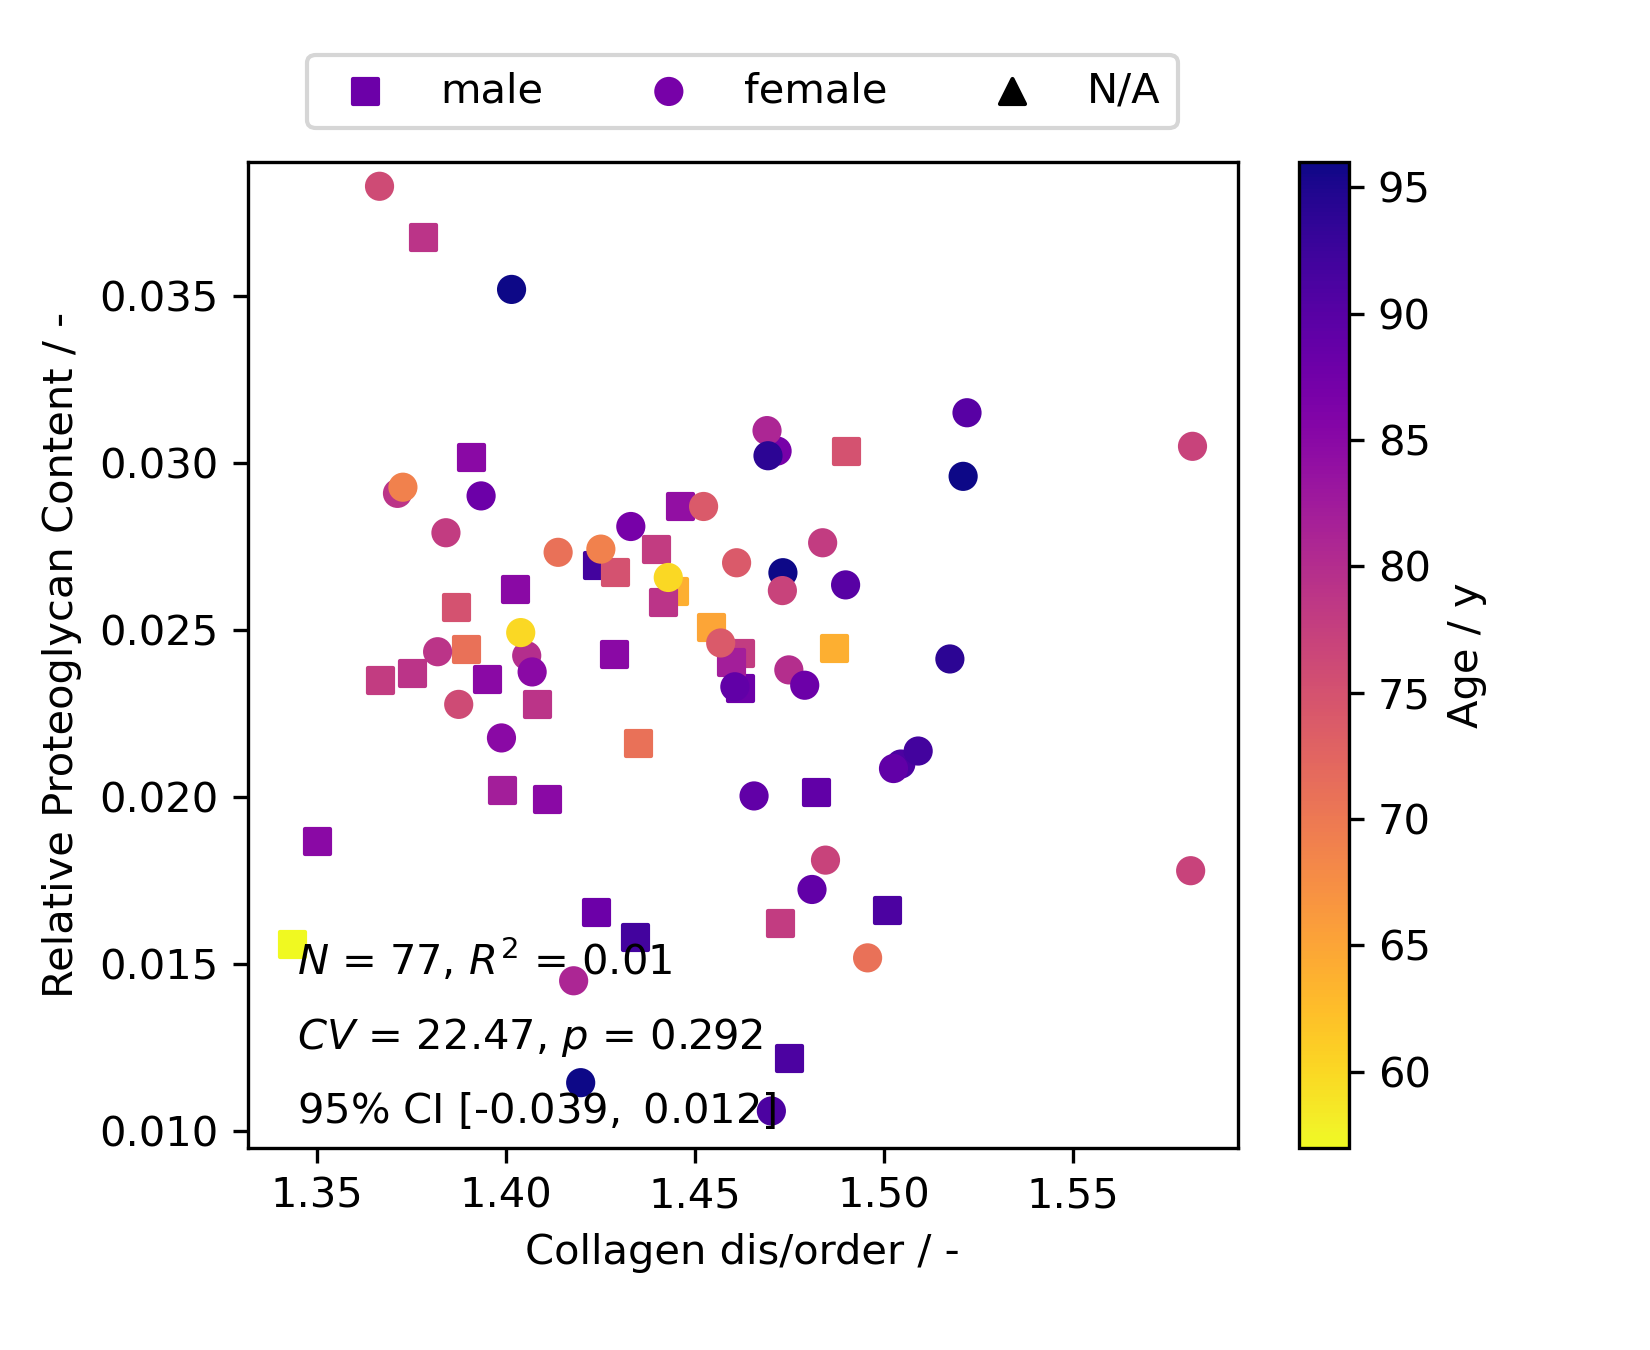 male female N/A
0.035
0.030
0.025
0.020
0.015
0.010
Relative Proteoglycan Content / -
N = 77, R² = 0.01
CV = 22.47, p = 0.292
95% CI [-0.039, 0.012]
1.35 1.40 1.45 1.50 1.55
Collagen dis/order / -
95
90
85
80
75
70
65
60
Age / y